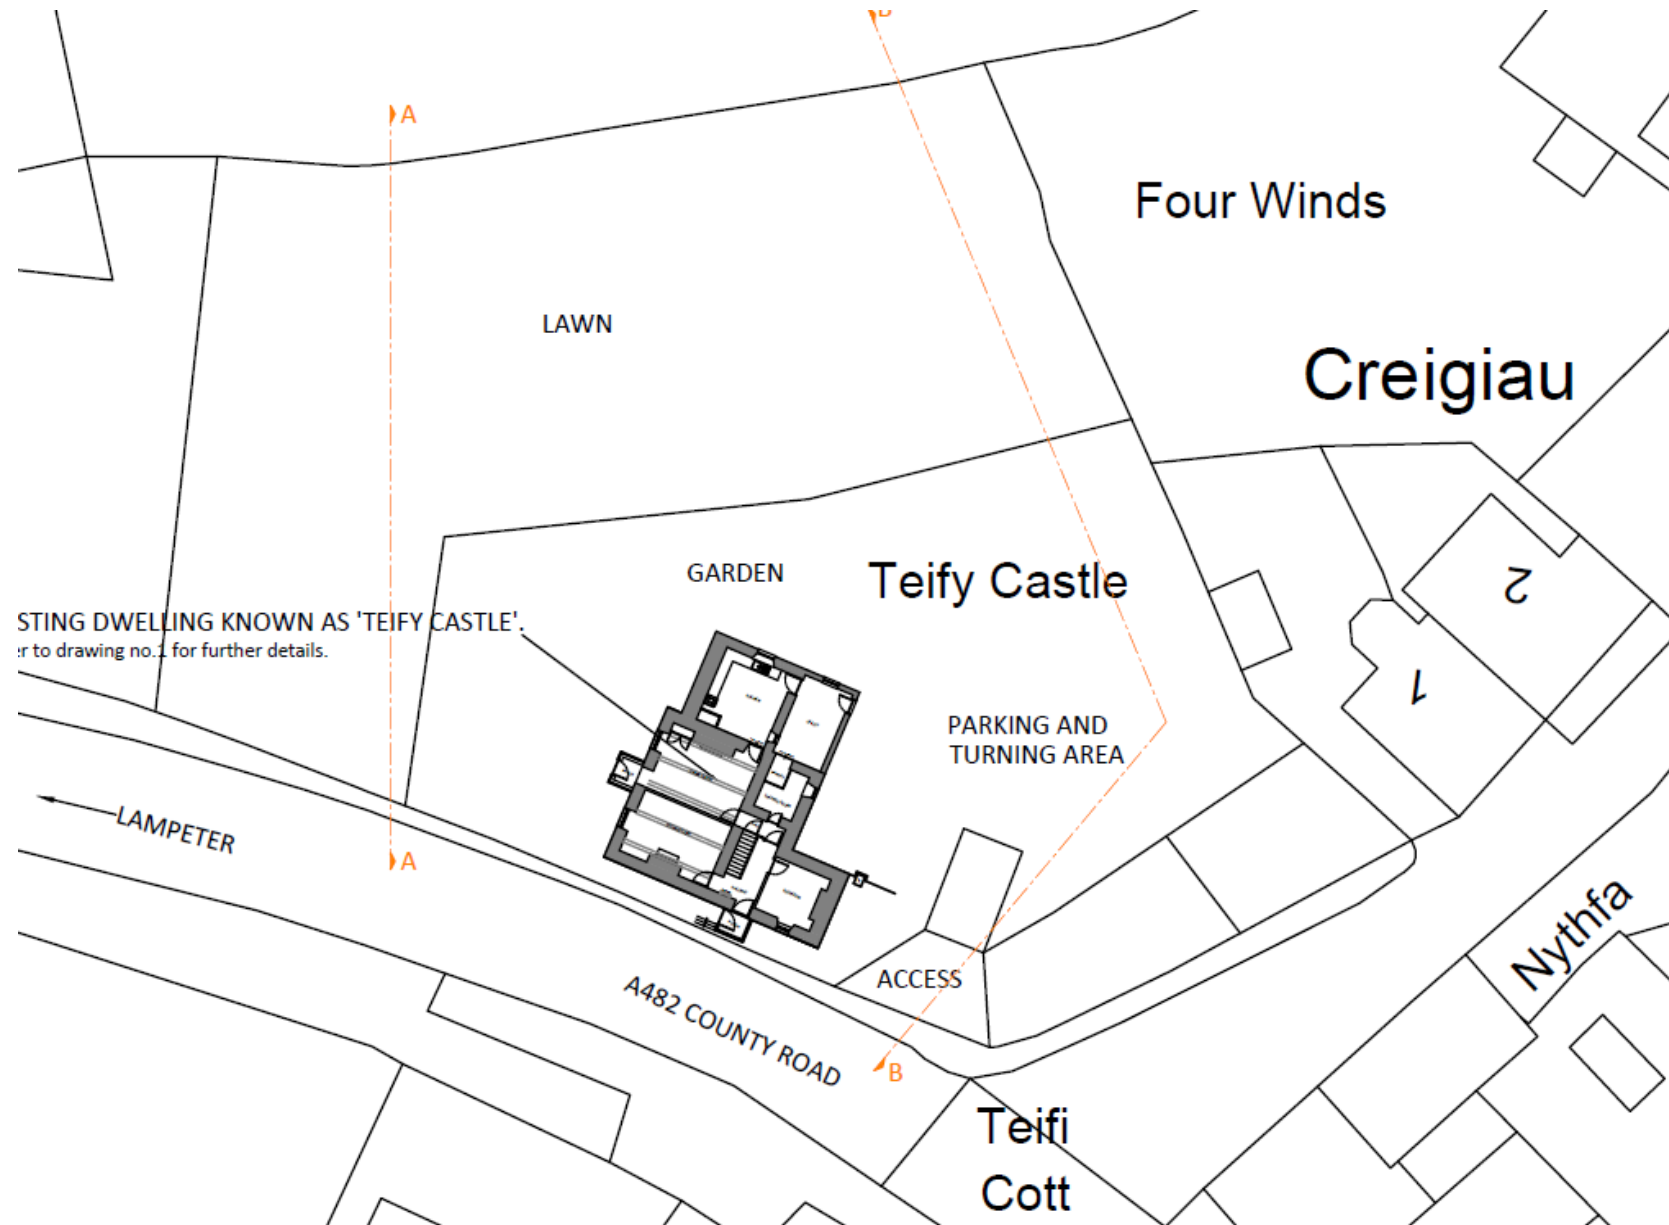 B
A
Four Winds
LAWN
Creigiau
GARDEN
Teify Castle
2
STING DWELLING KNOWN AS 'TEIFY CASTLE'.
er to drawing no.1 for further details.
1
PARKING AND
TURNING AREA
LAMPETER
A
Nythfa
ACCESS
A482 COUNTY ROAD
B
Teifi
Cott